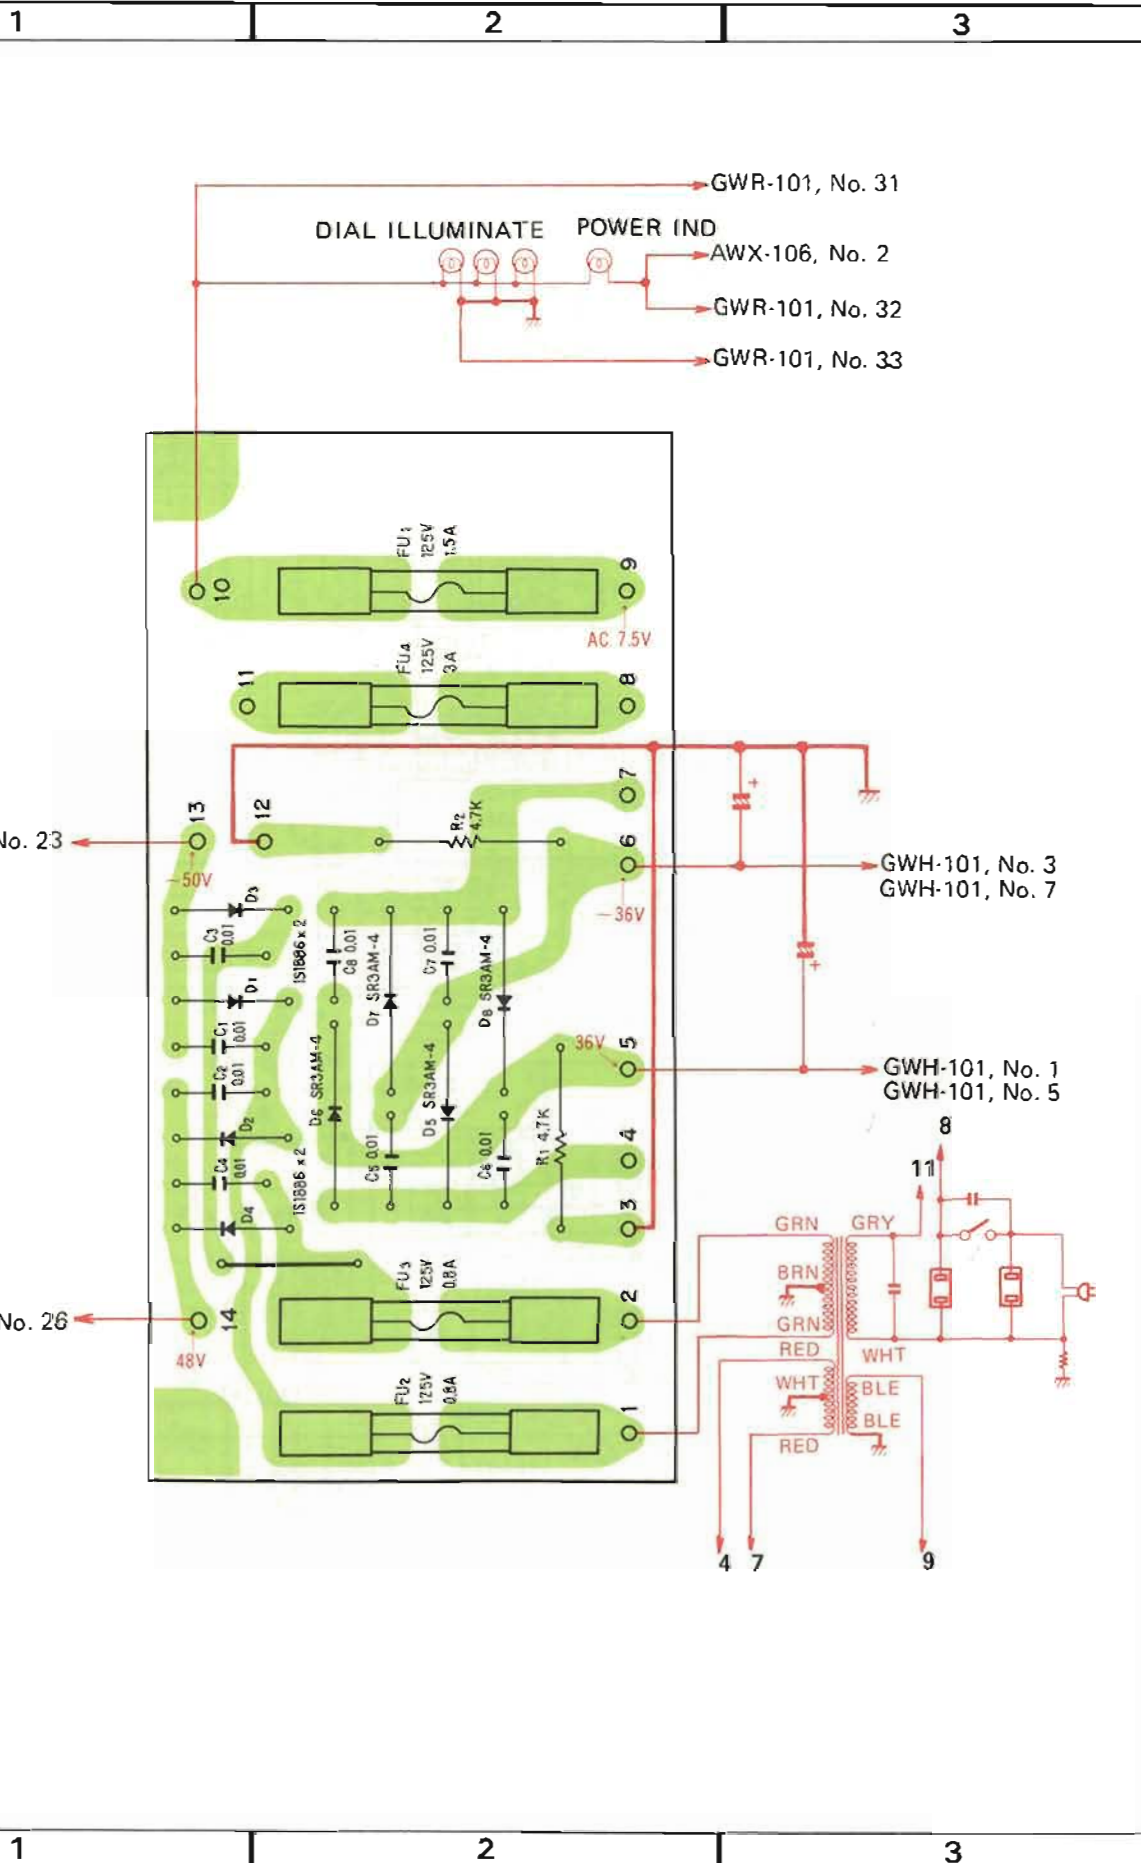 1 2 3
GWR-101, No. 31
DIAL ILLUMINATE POWER IND
AWX-106, No. 2
GWR-101, No. 32
GWR-101, No. 33
FU1
125V
1.5A
10
9
AC 7.5V
FU4
125V
3A
11
8
7
13
12
R2
4.7K
6
No. 23
GWH-101, No. 3
GWH-101, No. 7
-50V
-36V
D3
C3
0.01
1S1886 x 2
C8 0.01
D7 SR3AM-4
C7 0.01
D8 SR3AM-4
D1
C1
0.01
C2
0.01
D6 SR3AM-4
D5 SR3AM-4
36V
5
GWH-101, No. 1
GWH-101, No. 5
D2
C4
0.01
1S1886 x 2
C5 0.01
C6 0.01
R1 4.7K
4
8
11
D4
3
GRN GRY
BRN
GRN
RED WHT
WHT BLE
BLE
RED
FU3
125V
0.8A
2
No. 26
14
48V
FU2
125V
0.8A
1
4 7 9
1 2 3